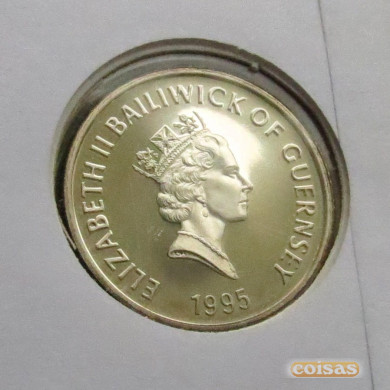 ELIZABETH II BAILIWICK OF GUERNSEY
1995
coisas